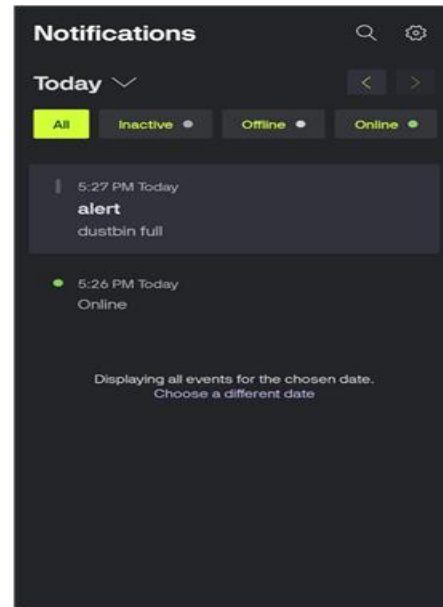 Notifications
Today
All Inactive Offline Online
5:27 PM Today
alert
dustbin full
5:26 PM Today
Online
Displaying all events for the chosen date.
Choose a different date